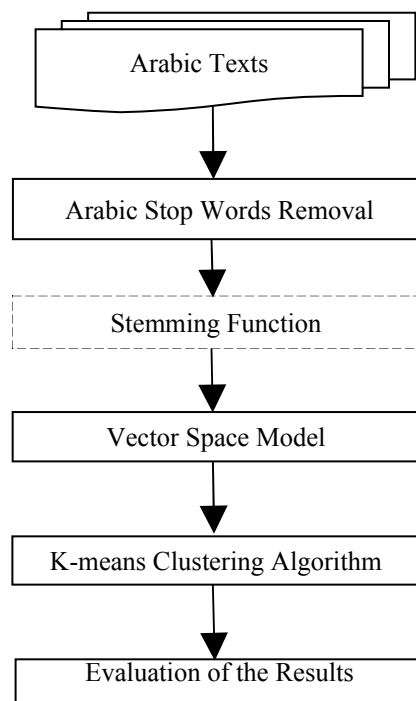 Arabic Texts
Arabic Stop Words Removal
Stemming Function
Vector Space Model
K-means Clustering Algorithm
Evaluation of the Results